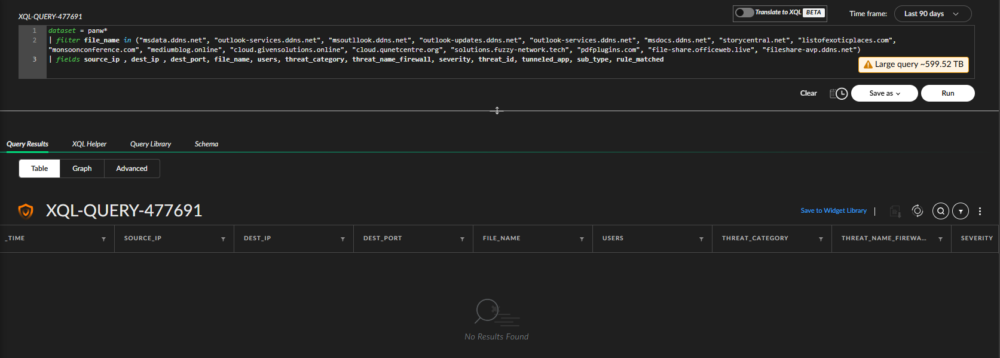 XQL-QUERY-477691
Translate to XQL BETA
Time frame: Last 90 days
1 dataset = panw*
2 | filter file_name in ("msdata.ddns.net", "outlook-services.ddns.net", "msoutllook.ddns.net", "outlook-updates.ddns.net", "outlook-services.ddns.net", "msdocs.ddns.net", "storycentral.net", "listofexoticplaces.com",
"monsoonconference.com", "mediumblog.online", "cloud.givensolutions.online", "cloud.qunetcentre.org", "solutions.fuzzy-network.tech", "pdfplugins.com", "file-share.officeweb.live", "fileshare-avp.ddns.net")
3 | fields source_ip , dest_ip , dest_port, file_name, users, threat_category, threat_name_firewall, severity, threat_id, tunneled_app, sub_type, rule_matched
Large query ~599.52 TB
Clear Save as Run
Query Results XQL Helper Query Library Schema
Table Graph Advanced
XQL-QUERY-477691
Save to Widget Library
_TIME SOURCE_IP DEST_IP DEST_PORT FILE_NAME USERS THREAT_CATEGORY THREAT_NAME_FIREWA... SEVERITY
No Results Found